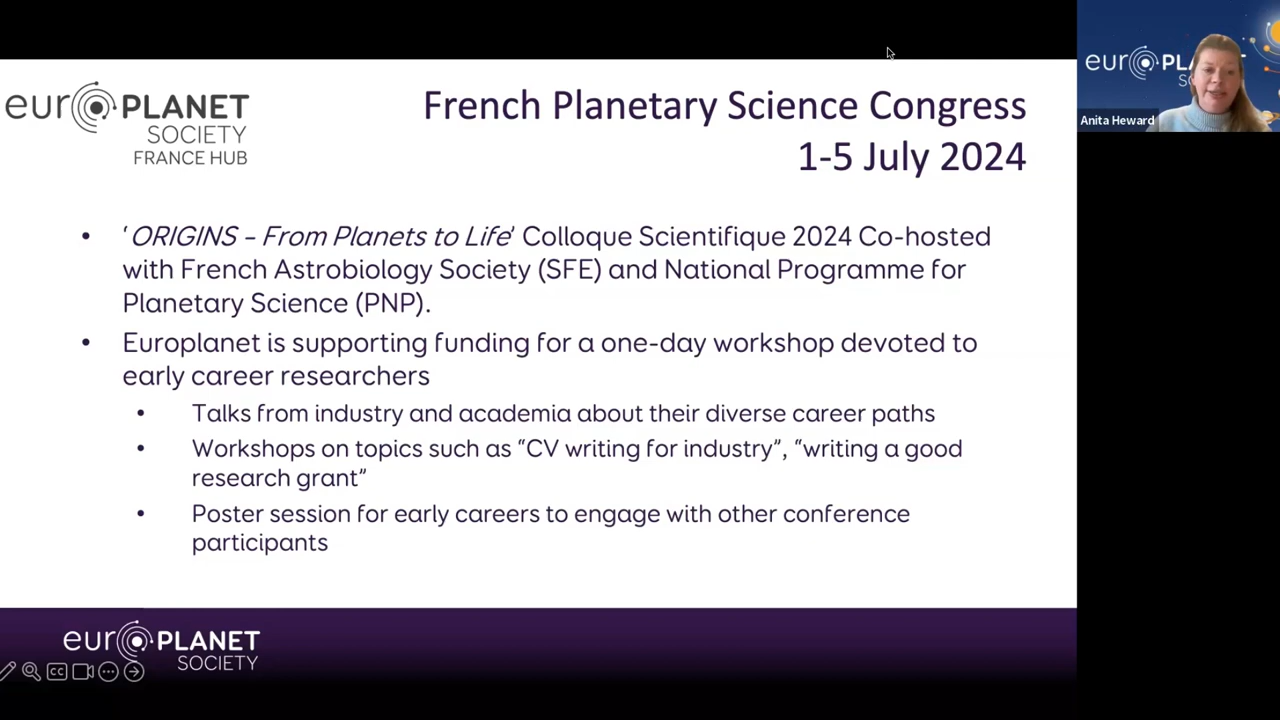 eurOPLANET
SOCIETY
FRANCE HUB
French Planetary Science Congress
1-5 July 2024
• ‘ORIGINS – From Planets to Life’ Colloque Scientifique 2024 Co-hosted
with French Astrobiology Society (SFE) and National Programme for
Planetary Science (PNP).
• Europlanet is supporting funding for a one-day workshop devoted to
early career researchers
• Talks from industry and academia about their diverse career paths
• Workshops on topics such as “CV writing for industry”, “writing a good
research grant”
• Poster session for early careers to engage with other conference
participants
eurOPLANET
SOCIETY
CC
Anita Heward